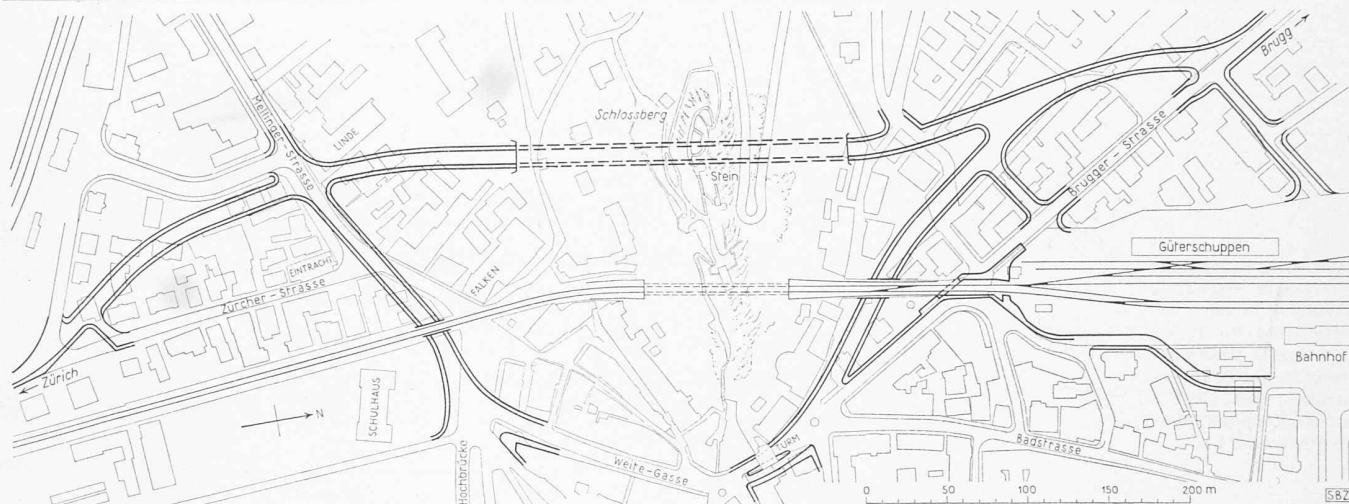 Brugg
Mellinger-Strasse
LINDE
Schlossberg
Stein
Brugger-Strasse
Güterschuppen
EINTRACHT
FALKEN
Zürcher-Strasse
Zürich
Bahnhof
SCHULHAUS
N
Hochbrücke
Weite-Gasse
TURM
Badstrasse
0 50 100 150 200 m
SBZ